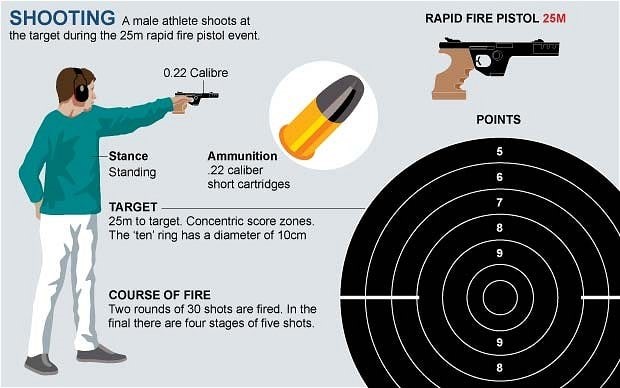 SHOOTING A male athlete shoots at
the target during the 25m rapid fire pistol event.
RAPID FIRE PISTOL 25M
0.22 Calibre
Stance
Standing
Ammunition
.22 caliber
short cartridges
TARGET
25m to target. Concentric score zones.
The 'ten' ring has a diameter of 10cm
COURSE OF FIRE
Two rounds of 30 shots are fired. In the
final there are four stages of five shots.
POINTS
5
6
7
8
9
9
8